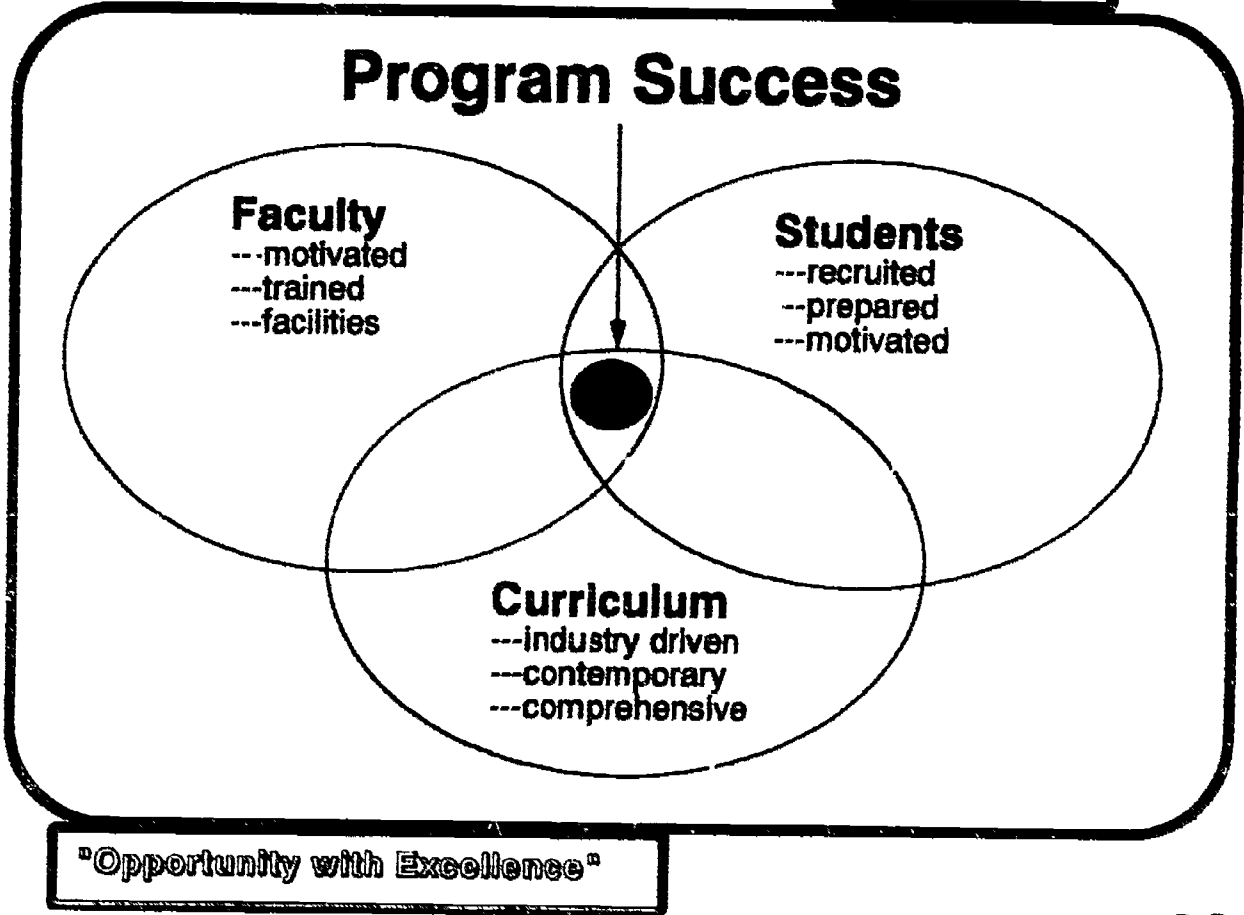 Program Success
Faculty
---motivated
---trained
---facilities
Students
---recruited
--prepared
---motivated
Curriculum
---industry driven
---contemporary
---comprehensive
"Opportunity with Excellence"